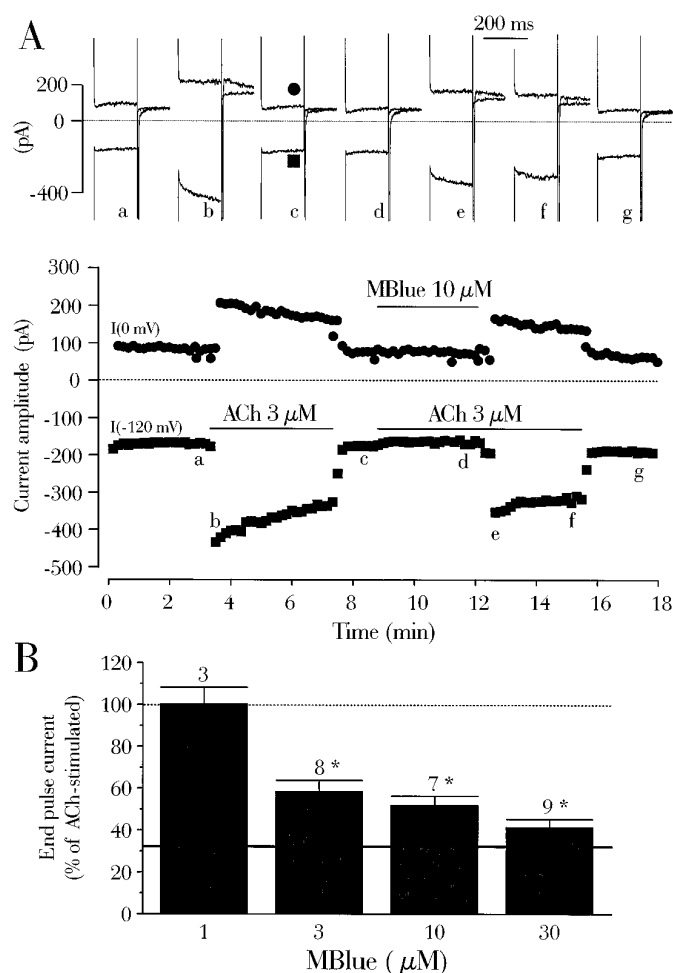 A
200 ms
200
0
-400
(pA)
a b c d e f g
300
200
100
0
-100
-200
-300
-400
-500
Current amplitude (pA)
I(0 mV)
MBlue 10 μM
I(-120 mV)
ACh 3 μM
ACh 3 μM
a
b
c
d
e
f
g
0 2 4 6 8 10 12 14 16 18
Time (min)
B
120
100
80
60
40
20
0
End pulse current
(% of ACh-stimulated)
3
8 *
7 *
9 *
1 3 10 30
MBlue ( μM)